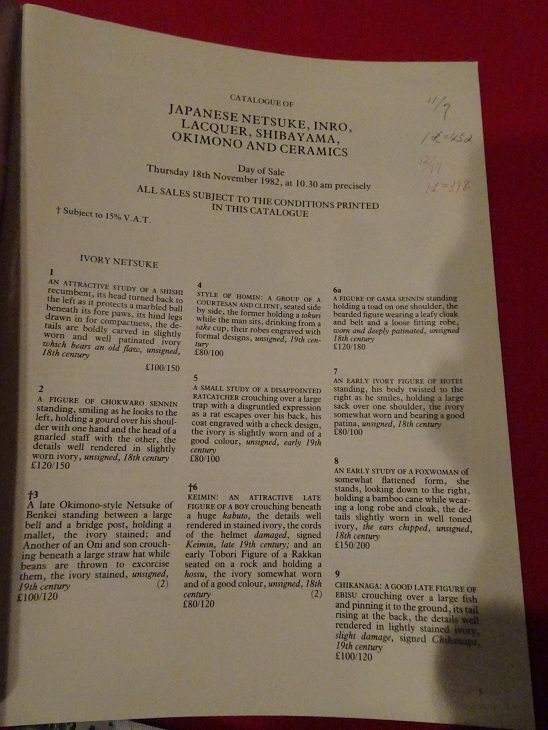 CATALOGUE OF
JAPANESE NETSUKE, INRO,
LACQUER, SHIBAYAMA,
OKIMONO AND CERAMICS
Day of Sale
Thursday 18th November 1982, at 10.30 am precisely
ALL SALES SUBJECT TO THE CONDITIONS PRINTED
IN THIS CATALOGUE
† Subject to 15% V.A.T.
IVORY NETSUKE
1
AN ATTRACTIVE STUDY OF A SHISHI
recumbent, its head turned back to
the left as it protects a marbled ball
beneath its fore paws, its hind legs
drawn in for compactness, the de-
tails are boldly carved in slightly
worn and well patinated ivory
which bears an old flaw, unsigned,
18th century
£100/150
2
A FIGURE OF CHOKWARO SENNIN
standing, smiling as he looks to the
left, holding a gourd over his shoul-
der with one hand and the head of a
gnarled staff with the other, the
details well rendered in slightly
worn ivory, unsigned, 18th century
£120/150
†3
A late Okimono-style Netsuke of
Benkei standing between a large
bell and a bridge post, holding a
mallet, the ivory stained; and
Another of an Oni and son crouch-
ing beneath a large straw hat while
beans are thrown to excorcise
them, the ivory stained, unsigned,
19th century (2)
£100/120
4
STYLE OF HOMIN: A GROUP OF A
COURTESAN AND CLIENT, seated side
by side, the former holding a tokuri
while the man sits, drinking from a
sake cup, their robes engraved with
formal designs, unsigned, 19th cen-
tury
£80/100
5
A SMALL STUDY OF A DISAPPOINTED
RATCATCHER crouching over a large
trap with a disgruntled expression
as a rat escapes over his back, his
coat engraved with a check design,
the ivory is slightly worn and of a
good colour, unsigned, early 19th
century
£80/100
†6
KEIMIN: AN ATTRACTIVE LATE
FIGURE OF A BOY crouching beneath
a huge kabuto, the details well
rendered in stained ivory, the cords
of the helmet damaged, signed
Keimin, late 19th century; and an
early Tobori Figure of a Rakkan
seated on a rock and holding a
hossu, the ivory somewhat worn
and of a good colour, unsigned, 18th
century (2)
£80/120
6a
A FIGURE OF GAMA SENNIN standing
holding a toad on one shoulder, the
bearded figure wearing a leafy cloak
and belt and a loose fitting robe,
worn and deeply patinated, unsigned
18th century
£120/180
7
AN EARLY IVORY FIGURE OF HOTEI
standing, his body twisted to the
right as he smiles, holding a large
sack over one shoulder, the ivory
somewhat worn and bearing a good
patina, unsigned, 18th century
£80/100
8
AN EARLY STUDY OF A FOXWOMAN of
somewhat flattened form, she
stands, looking down to the right,
holding a bamboo cane while wear-
ing a long robe and cloak, the de-
tails slightly worn in well toned
ivory, the ears chipped, unsigned,
18th century
£150/200
9
CHIKANAGA: A GOOD LATE FIGURE OF
EBISU crouching over a large fish
and pinning it to the ground, its tail
rising at the back, the details well
rendered in lightly stained ivory,
slight damage, signed Chikanaga,
19th century
£100/120